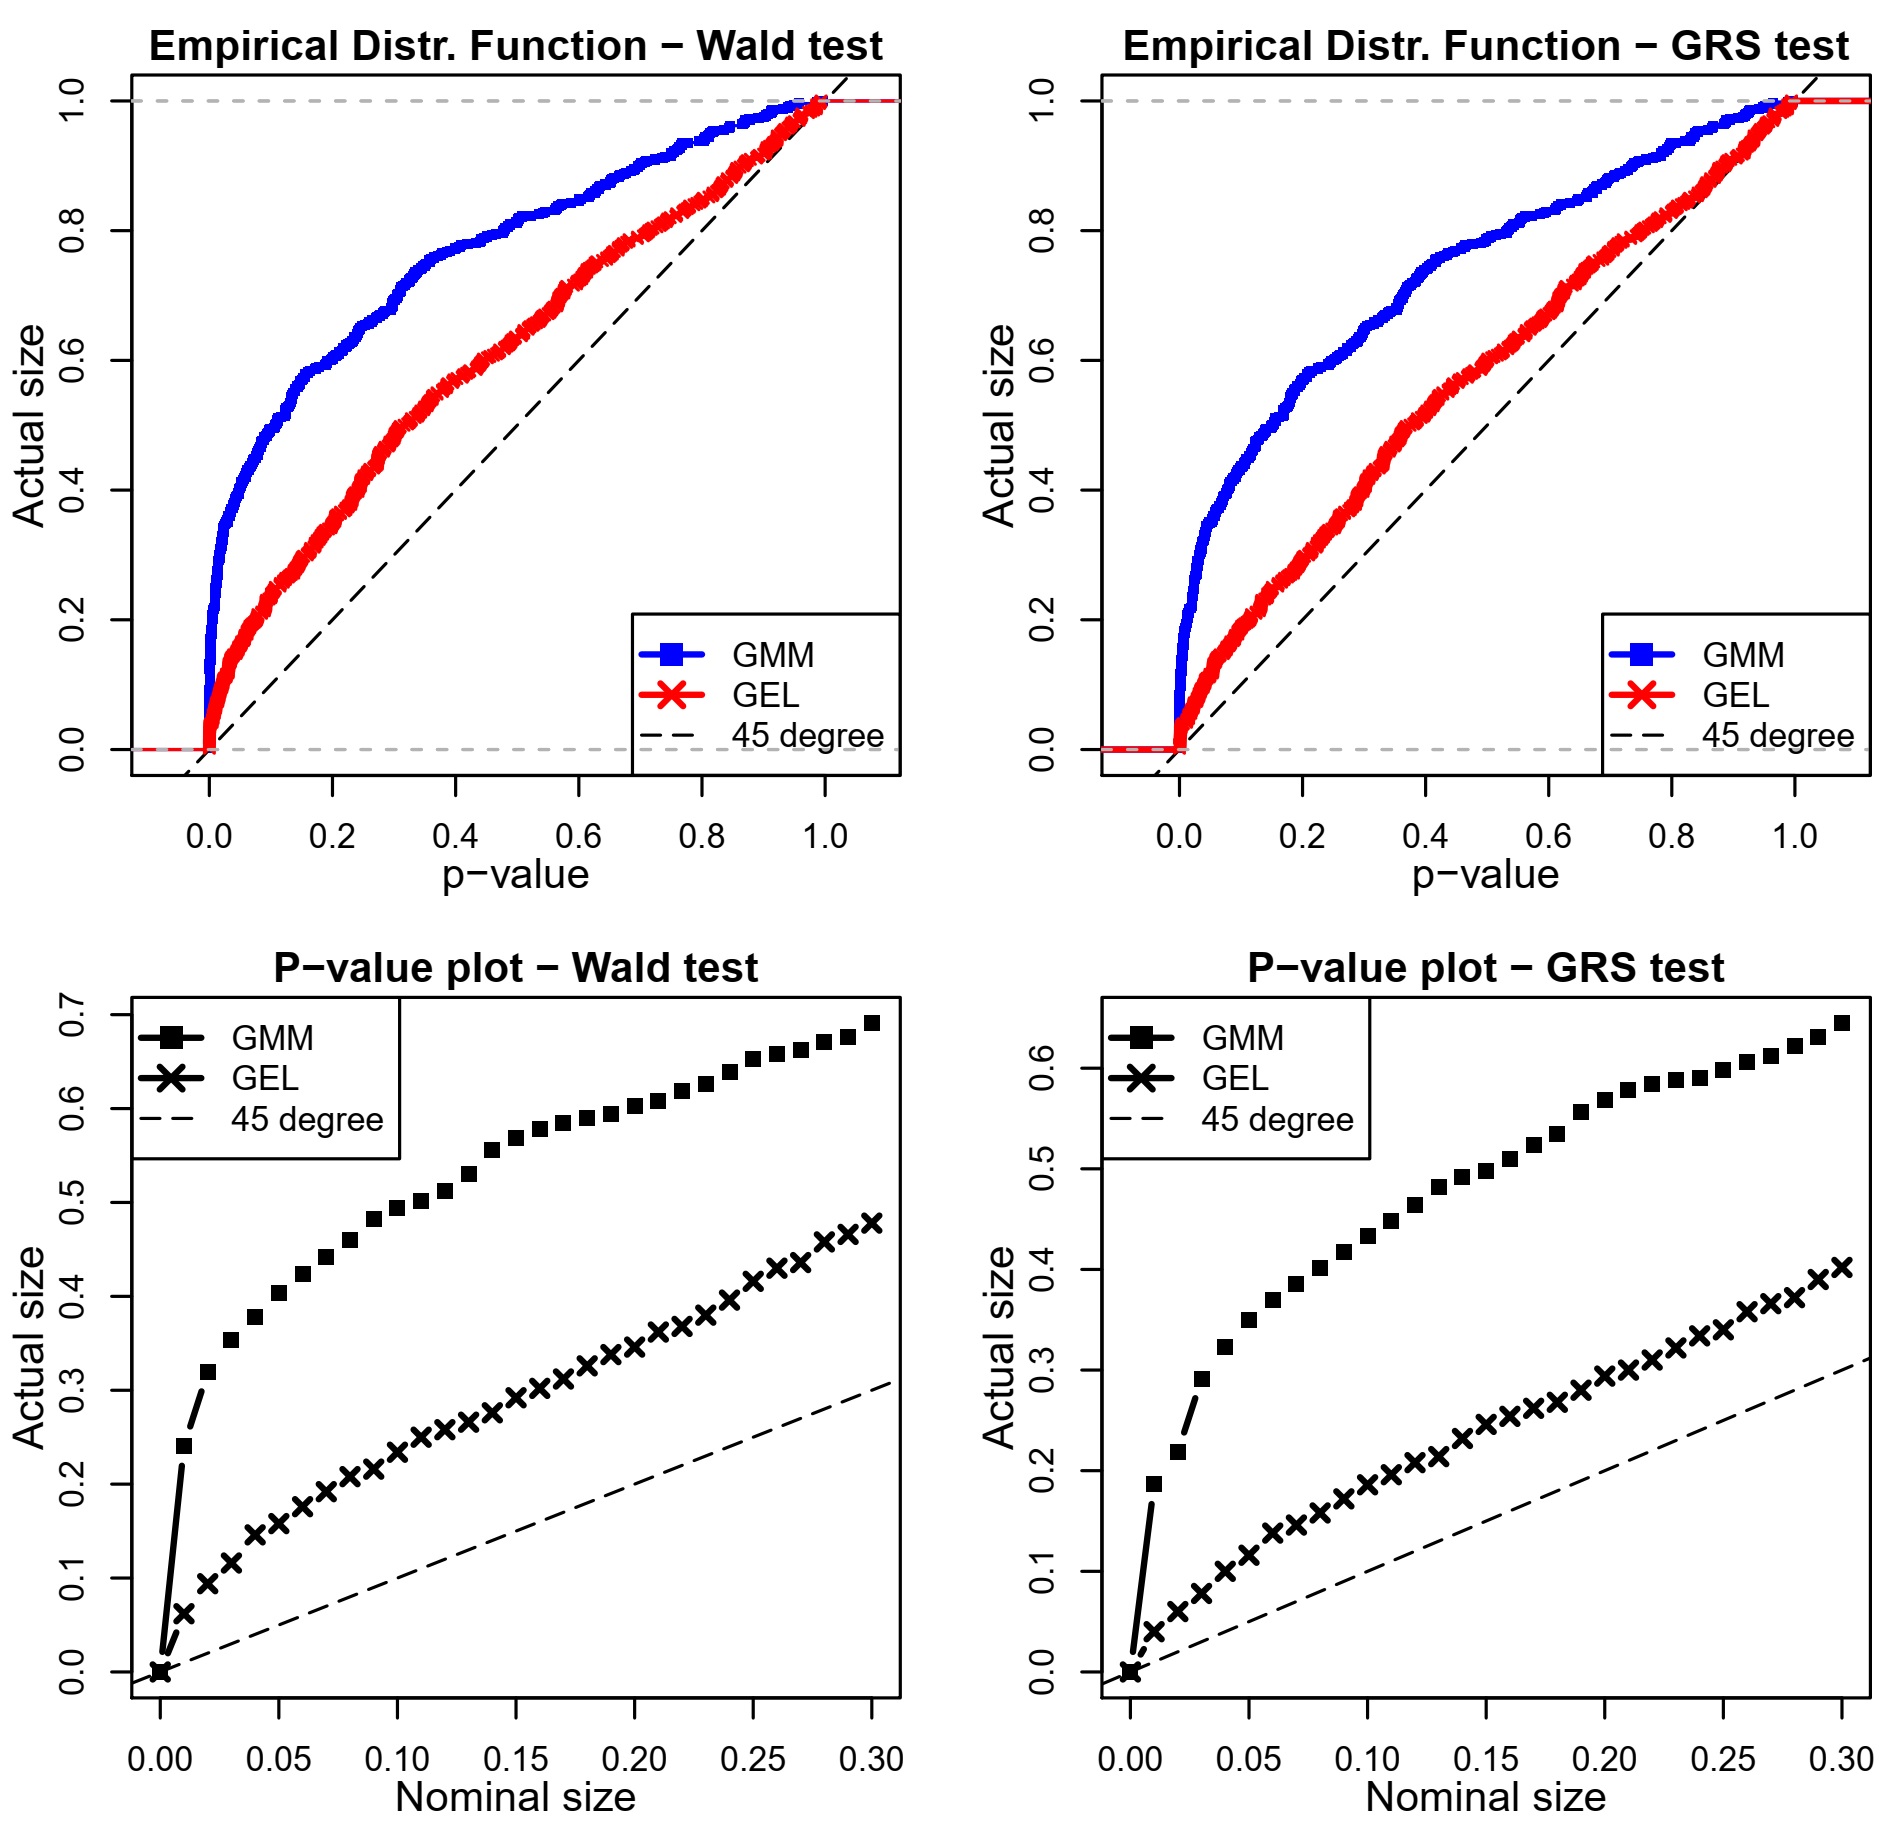 Empirical Distr. Function − Wald test
Actual size
0.0 0.2 0.4 0.6 0.8 1.0
GMM
GEL
45 degree
0.0 0.2 0.4 0.6 0.8 1.0
p−value
Empirical Distr. Function − GRS test
Actual size
0.0 0.2 0.4 0.6 0.8 1.0
GMM
GEL
45 degree
0.0 0.2 0.4 0.6 0.8 1.0
p−value
P−value plot − Wald test
Actual size
0.0 0.1 0.2 0.3 0.4 0.5 0.6 0.7
GMM
GEL
45 degree
0.00 0.05 0.10 0.15 0.20 0.25 0.30
Nominal size
P−value plot − GRS test
Actual size
0.0 0.1 0.2 0.3 0.4 0.5 0.6
GMM
GEL
45 degree
0.00 0.05 0.10 0.15 0.20 0.25 0.30
Nominal size